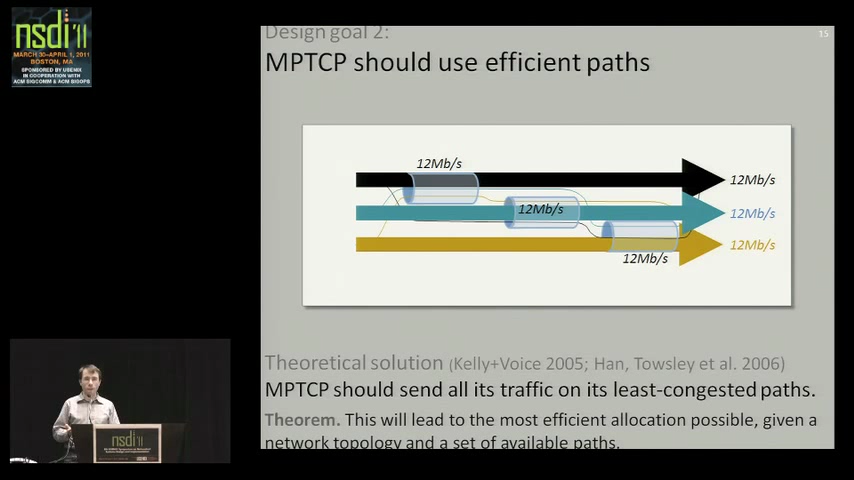 nsdi'11
MARCH 30–APRIL 1, 2011
BOSTON, MA
SPONSORED BY USENIX
IN COOPERATION WITH
ACM SIGCOMM & ACM SIGOPS
Design goal 2:
15
MPTCP should use efficient paths
12Mb/s
12Mb/s
12Mb/s
12Mb/s
12Mb/s
12Mb/s
Theoretical solution (Kelly+Voice 2005; Han, Towsley et al. 2006)
MPTCP should send all its traffic on its least-congested paths.
Theorem. This will lead to the most efficient allocation possible, given a
network topology and a set of available paths.
nsdi'11